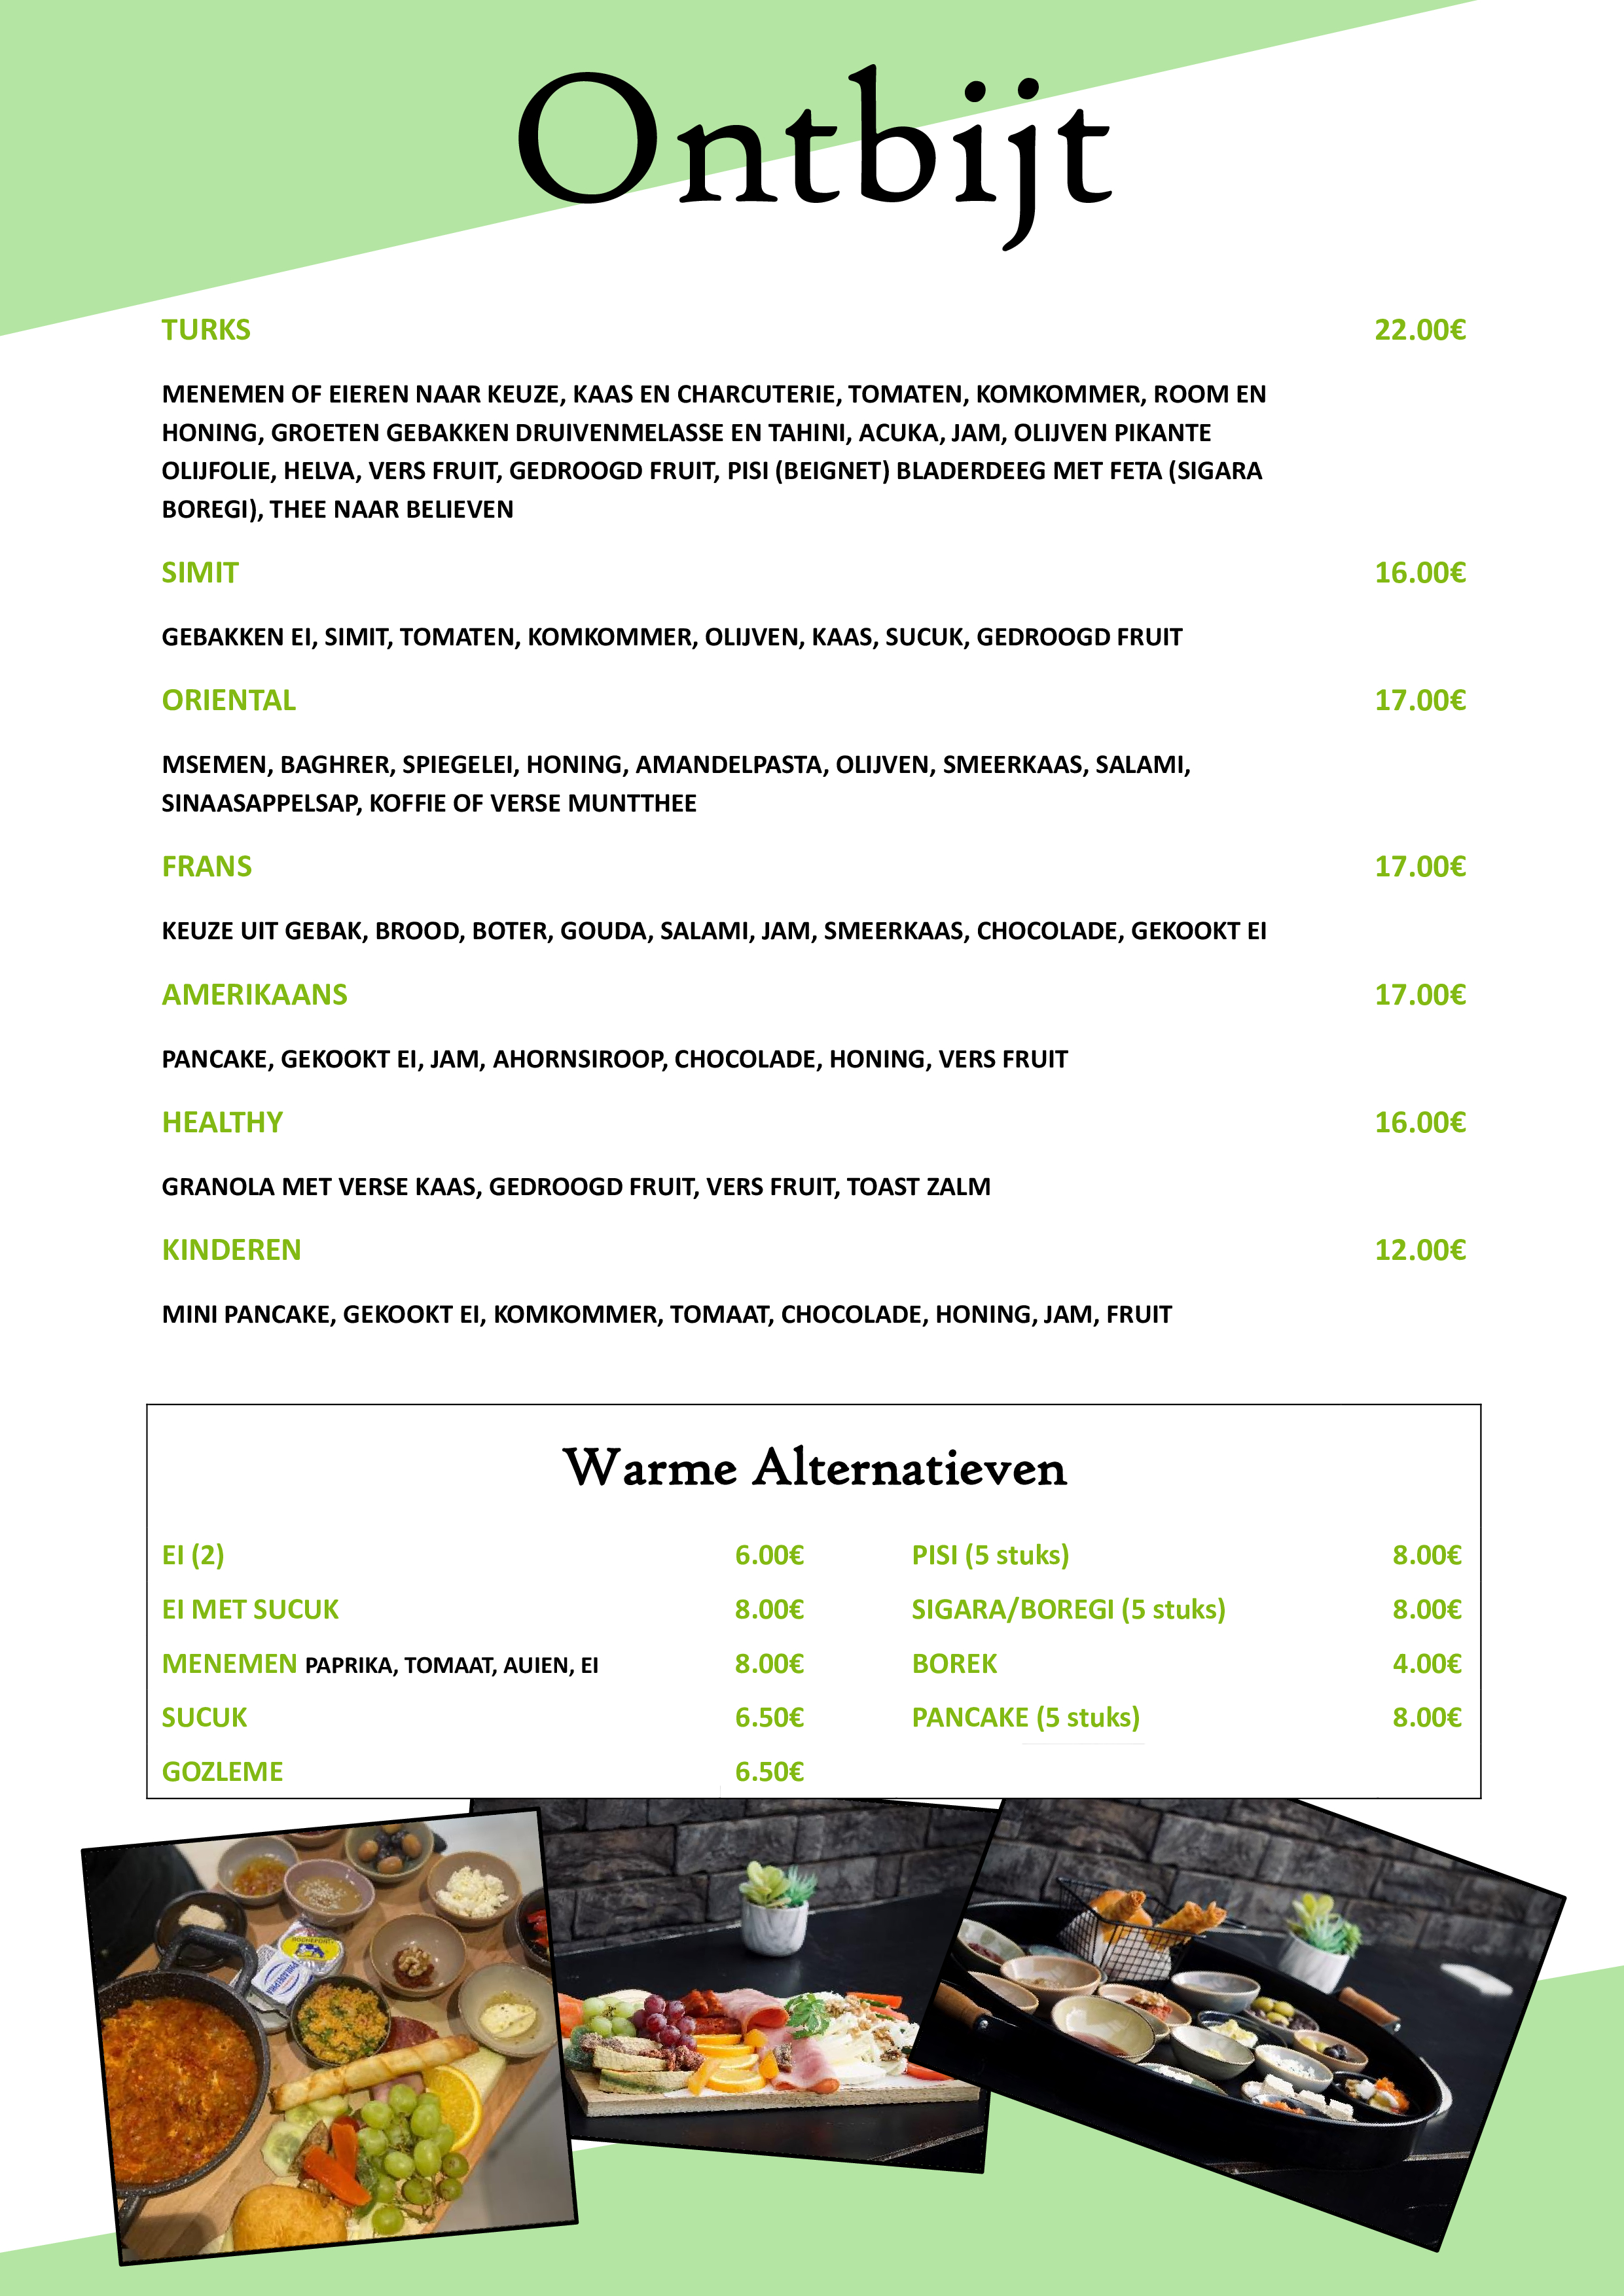 Ontbijt
TURKS 22.00€
MENEMEN OF EIEREN NAAR KEUZE, KAAS EN CHARCUTERIE, TOMATEN, KOMKOMMER, ROOM EN
HONING, GROETEN GEBAKKEN DRUIVENMELASSE EN TAHINI, ACUKA, JAM, OLIJVEN PIKANTE
OLIJFOLIE, HELVA, VERS FRUIT, GEDROOGD FRUIT, PISI (BEIGNET) BLADERDEEG MET FETA (SIGARA
BOREGI), THEE NAAR BELIEVEN
SIMIT 16.00€
GEBAKKEN EI, SIMIT, TOMATEN, KOMKOMMER, OLIJVEN, KAAS, SUCUK, GEDROOGD FRUIT
ORIENTAL 17.00€
MSEMEN, BAGHRER, SPIEGELEI, HONING, AMANDELPASTA, OLIJVEN, SMEERKAAS, SALAMI,
SINAASAPPELSAP, KOFFIE OF VERSE MUNTTHEE
FRANS 17.00€
KEUZE UIT GEBAK, BROOD, BOTER, GOUDA, SALAMI, JAM, SMEERKAAS, CHOCOLADE, GEKOOKT EI
AMERIKAANS 17.00€
PANCAKE, GEKOOKT EI, JAM, AHORNSIROOP, CHOCOLADE, HONING, VERS FRUIT
HEALTHY 16.00€
GRANOLA MET VERSE KAAS, GEDROOGD FRUIT, VERS FRUIT, TOAST ZALM
KINDEREN 12.00€
MINI PANCAKE, GEKOOKT EI, KOMKOMMER, TOMAAT, CHOCOLADE, HONING, JAM, FRUIT
Warme Alternatieven
EI (2) 6.00€
EI MET SUCUK 8.00€
MENEMEN PAPRIKA, TOMAAT, AUIEN, EI 8.00€
SUCUK 6.50€
GOZLEME 6.50€
PISI (5 stuks) 8.00€
SIGARA/BOREGI (5 stuks) 8.00€
BOREK 4.00€
PANCAKE (5 stuks) 8.00€
PHILADELPHIA